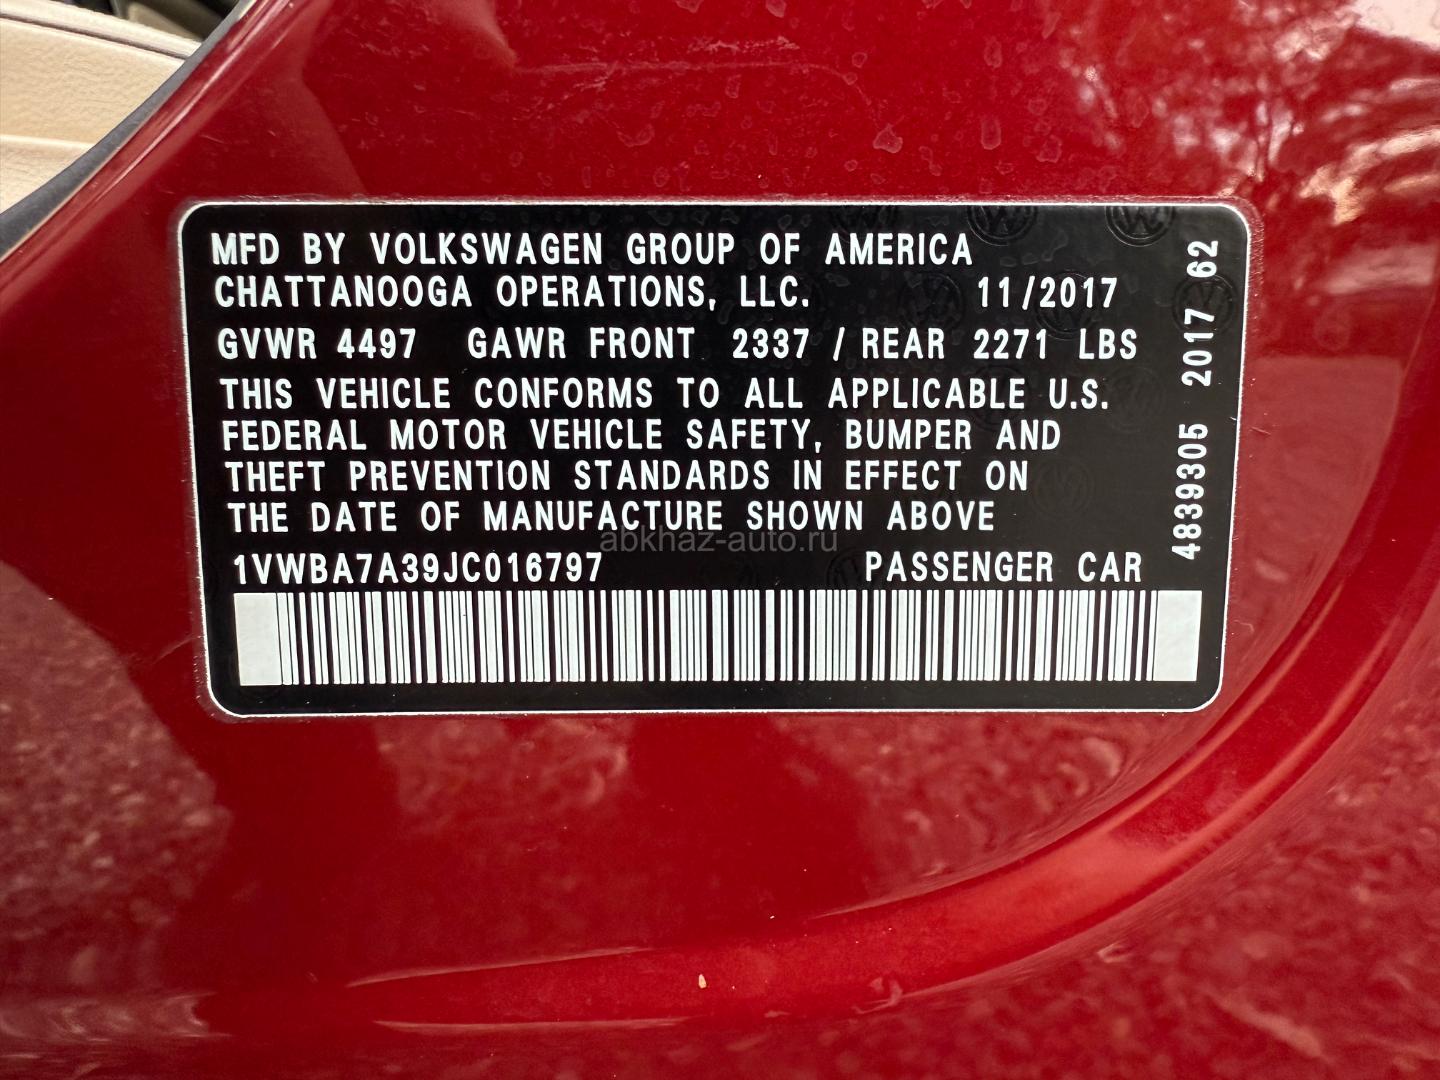 MFD BY VOLKSWAGEN GROUP OF AMERICA
CHATTANOOGA OPERATIONS, LLC. 11/2017
GVWR 4497 GAWR FRONT 2337 / REAR 2271 LBS
THIS VEHICLE CONFORMS TO ALL APPLICABLE U.S.
FEDERAL MOTOR VEHICLE SAFETY, BUMPER AND
THEFT PREVENTION STANDARDS IN EFFECT ON
THE DATE OF MANUFACTURE SHOWN ABOVE
abkhaz-auto.ru
1VWBA7A39JC016797 PASSENGER CAR
4839305 2017 62